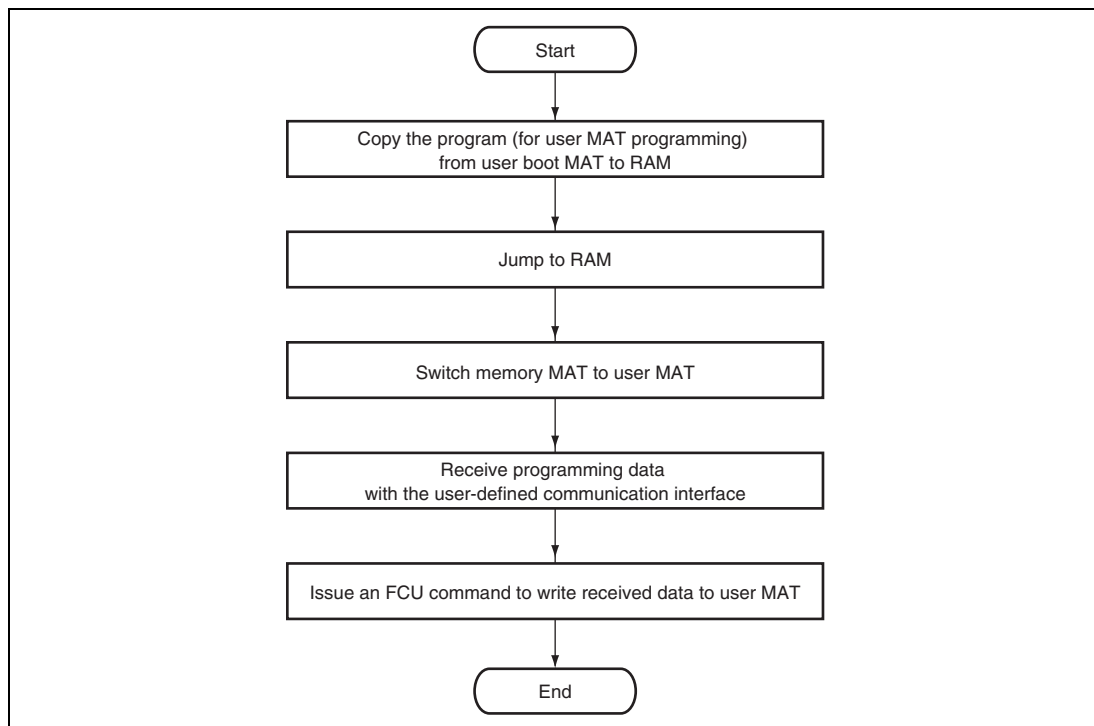 Start
Copy the program (for user MAT programming)
from user boot MAT to RAM
Jump to RAM
Switch memory MAT to user MAT
Receive programming data
with the user-defined communication interface
Issue an FCU command to write received data to user MAT
End